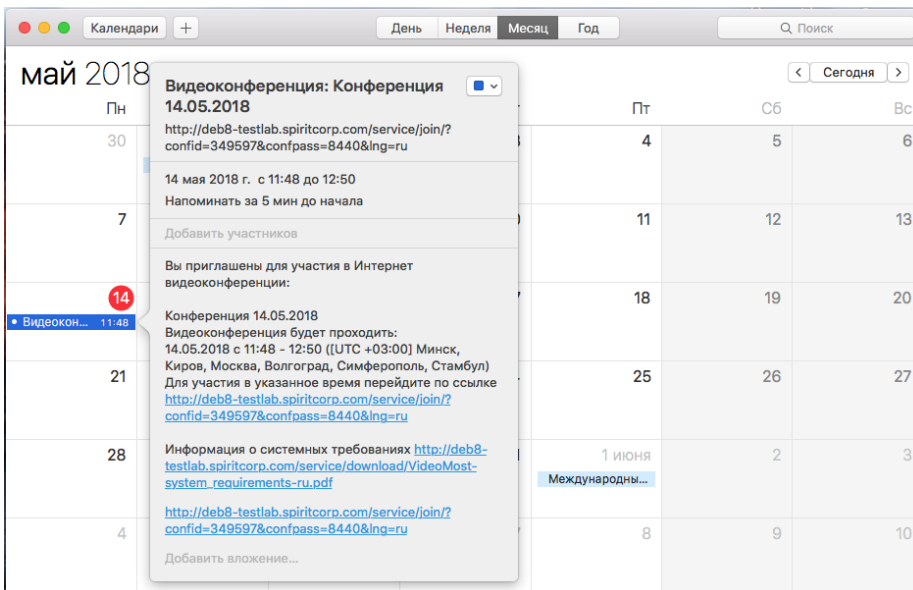 Календари + День Неделя Месяц Год Поиск
май 2018
< Сегодня >
Пн Пт Сб Вс
30 4 5 6
7 11 12 13
14 18 19 20
• Видеокон... 11:48
21 25 26 27
28 1 июня 2 3
Международны...
4 8 9 10
Видеоконференция: Конференция
14.05.2018
http://deb8-testlab.spiritcorp.com/service/join/?
confid=349597&confpass=8440&lng=ru
14 мая 2018 г. с 11:48 до 12:50
Напоминать за 5 мин до начала
Добавить участников
Вы приглашены для участия в Интернет
видеоконференции:
Конференция 14.05.2018
Видеоконференция будет проходить:
14.05.2018 с 11:48 - 12:50 ([UTC +03:00] Минск,
Киров, Москва, Волгоград, Симферополь, Стамбул)
Для участия в указанное время перейдите по ссылке
http://deb8-testlab.spiritcorp.com/service/join/?
confid=349597&confpass=8440&lng=ru
Информация о системных требованиях http://deb8-
testlab.spiritcorp.com/service/download/VideoMost-
system_requirements-ru.pdf
http://deb8-testlab.spiritcorp.com/service/join/?
confid=349597&confpass=8440&lng=ru
Добавить вложение...